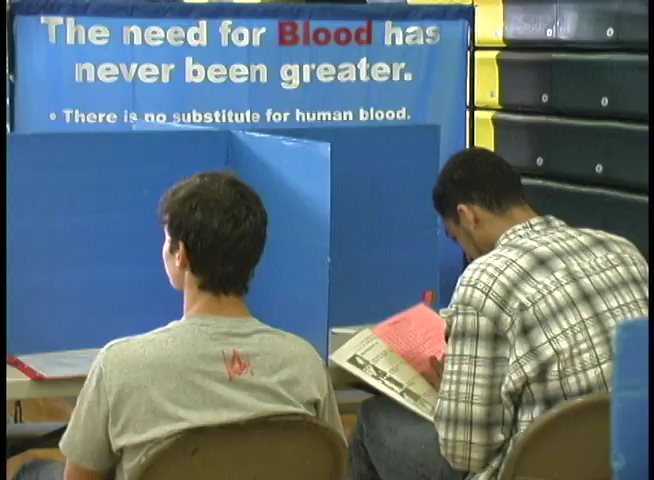 The need for Blood has
never been greater.
• There is no substitute for human blood.